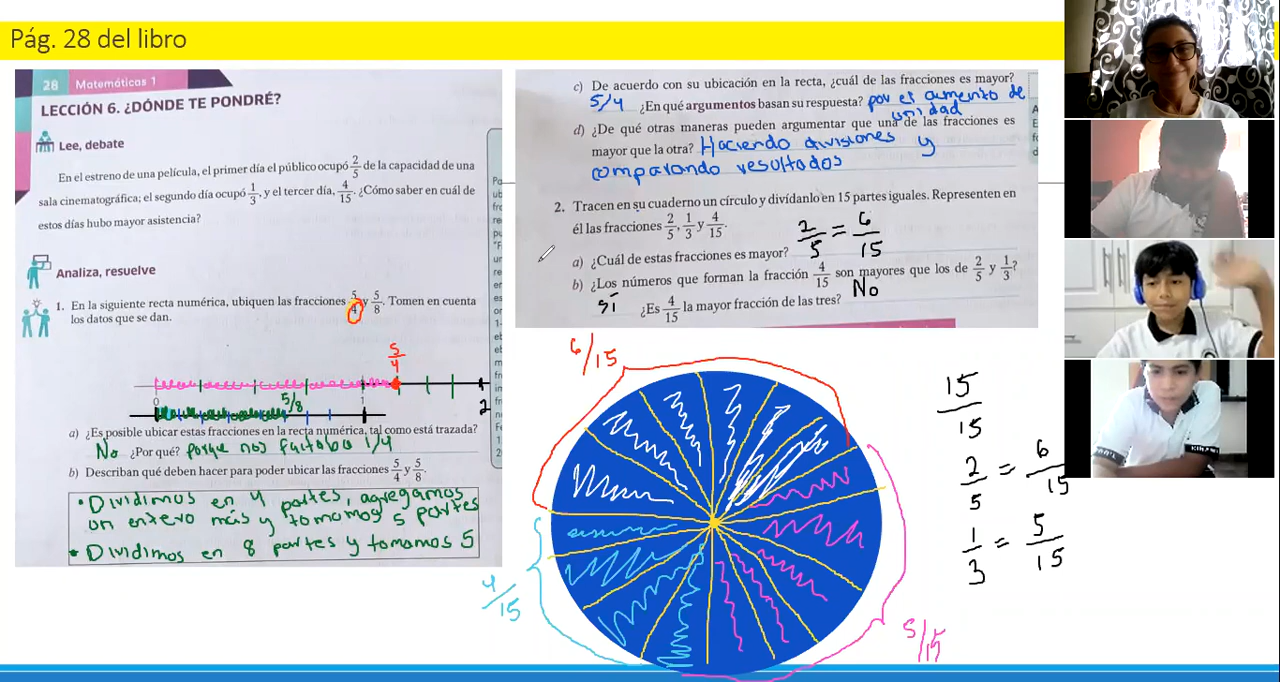 Pág. 28 del libro
28 Matemáticas 1
LECCIÓN 6. ¿DÓNDE TE PONDRÉ?
Lee, debate
En el estreno de una película, el primer día el público ocupó 2/5 de la capacidad de una
sala cinematográfica; el segundo día ocupó 1/3, y el tercer día, 4/15. ¿Cómo saber en cuál de
estos días hubo mayor asistencia?
Analiza, resuelve
1. En la siguiente recta numérica, ubiquen las fracciones 5/4 y 5/8. Tomen en cuenta
los datos que se dan.
5/4
0 5/8 1 2
a) ¿Es posible ubicar estas fracciones en la recta numérica, tal como está trazada?
No ¿Por qué? porque nos faltaba 1/4
b) Describan qué deben hacer para poder ubicar las fracciones 5/4 y 5/8.
• Dividimos en 4 partes, agregamos
un entero más y tomamos 5 partes
• Dividimos en 8 partes y tomamos 5
c) De acuerdo con su ubicación en la recta, ¿cuál de las fracciones es mayor?
5/4 ¿En qué argumentos basan su respuesta? por el aumento de
unidad
d) ¿De qué otras maneras pueden argumentar que una de las fracciones es
mayor que la otra? Haciendo divisiones y
comparando resultados
2. Tracen en su cuaderno un círculo y divídanlo en 15 partes iguales. Representen en
él las fracciones 2/5, 1/3 y 4/15.
2/5 = 6/15
a) ¿Cuál de estas fracciones es mayor?
b) ¿Los números que forman la fracción 4/15 son mayores que los de 2/5 y 1/3?
Sí ¿Es 4/15 la mayor fracción de las tres? No
6/15
4/15
5/15
15/15
2/5 = 6/15
1/3 = 5/15